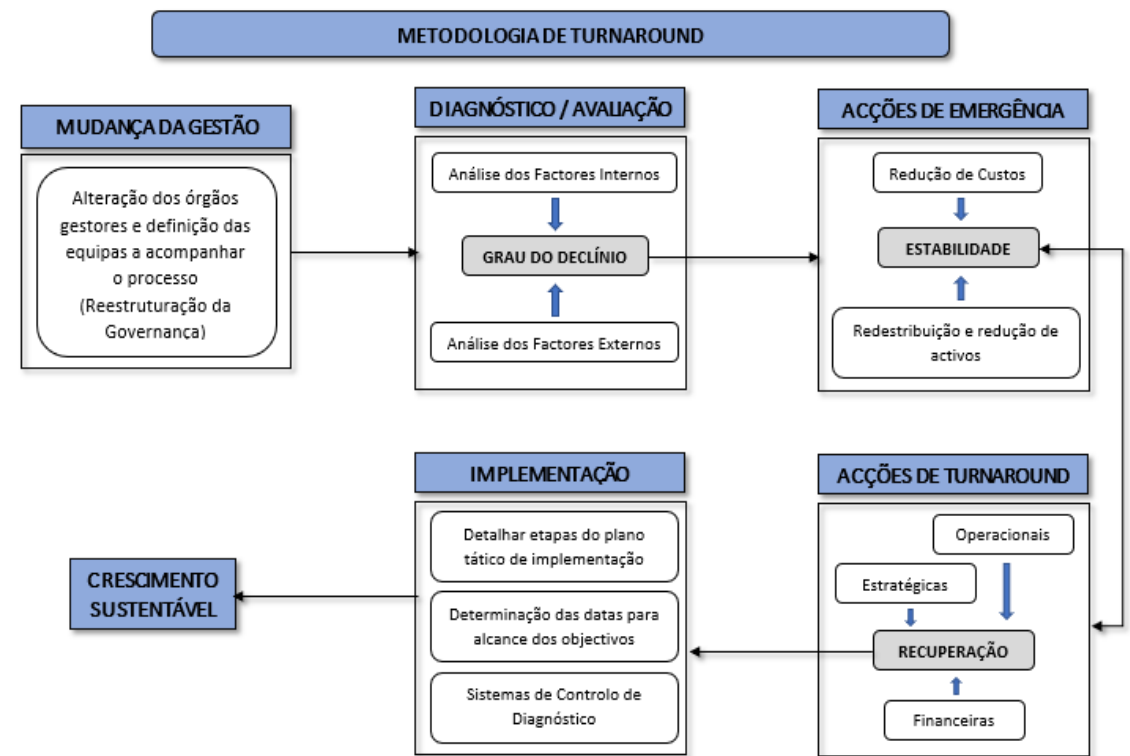 METODOLOGIA DE TURNAROUND
MUDANÇA DA GESTÃO
Alteração dos órgãos
gestores e definição das
equipas a acompanhar
o processo
(Reestruturação da
Governança)
DIAGNÓSTICO / AVALIAÇÃO
Análise dos Factores Internos
GRAU DO DECLÍNIO
Análise dos Factores Externos
ACÇÕES DE EMERGÊNCIA
Redução de Custos
ESTABILIDADE
Redestribuição e redução de
activos
ACÇÕES DE TURNAROUND
Operacionais
Estratégicas
RECUPERAÇÃO
Financeiras
IMPLEMENTAÇÃO
Detalhar etapas do plano
tático de implementação
Determinação das datas para
alcance dos objectivos
Sistemas de Controlo de
Diagnóstico
CRESCIMENTO
SUSTENTÁVEL